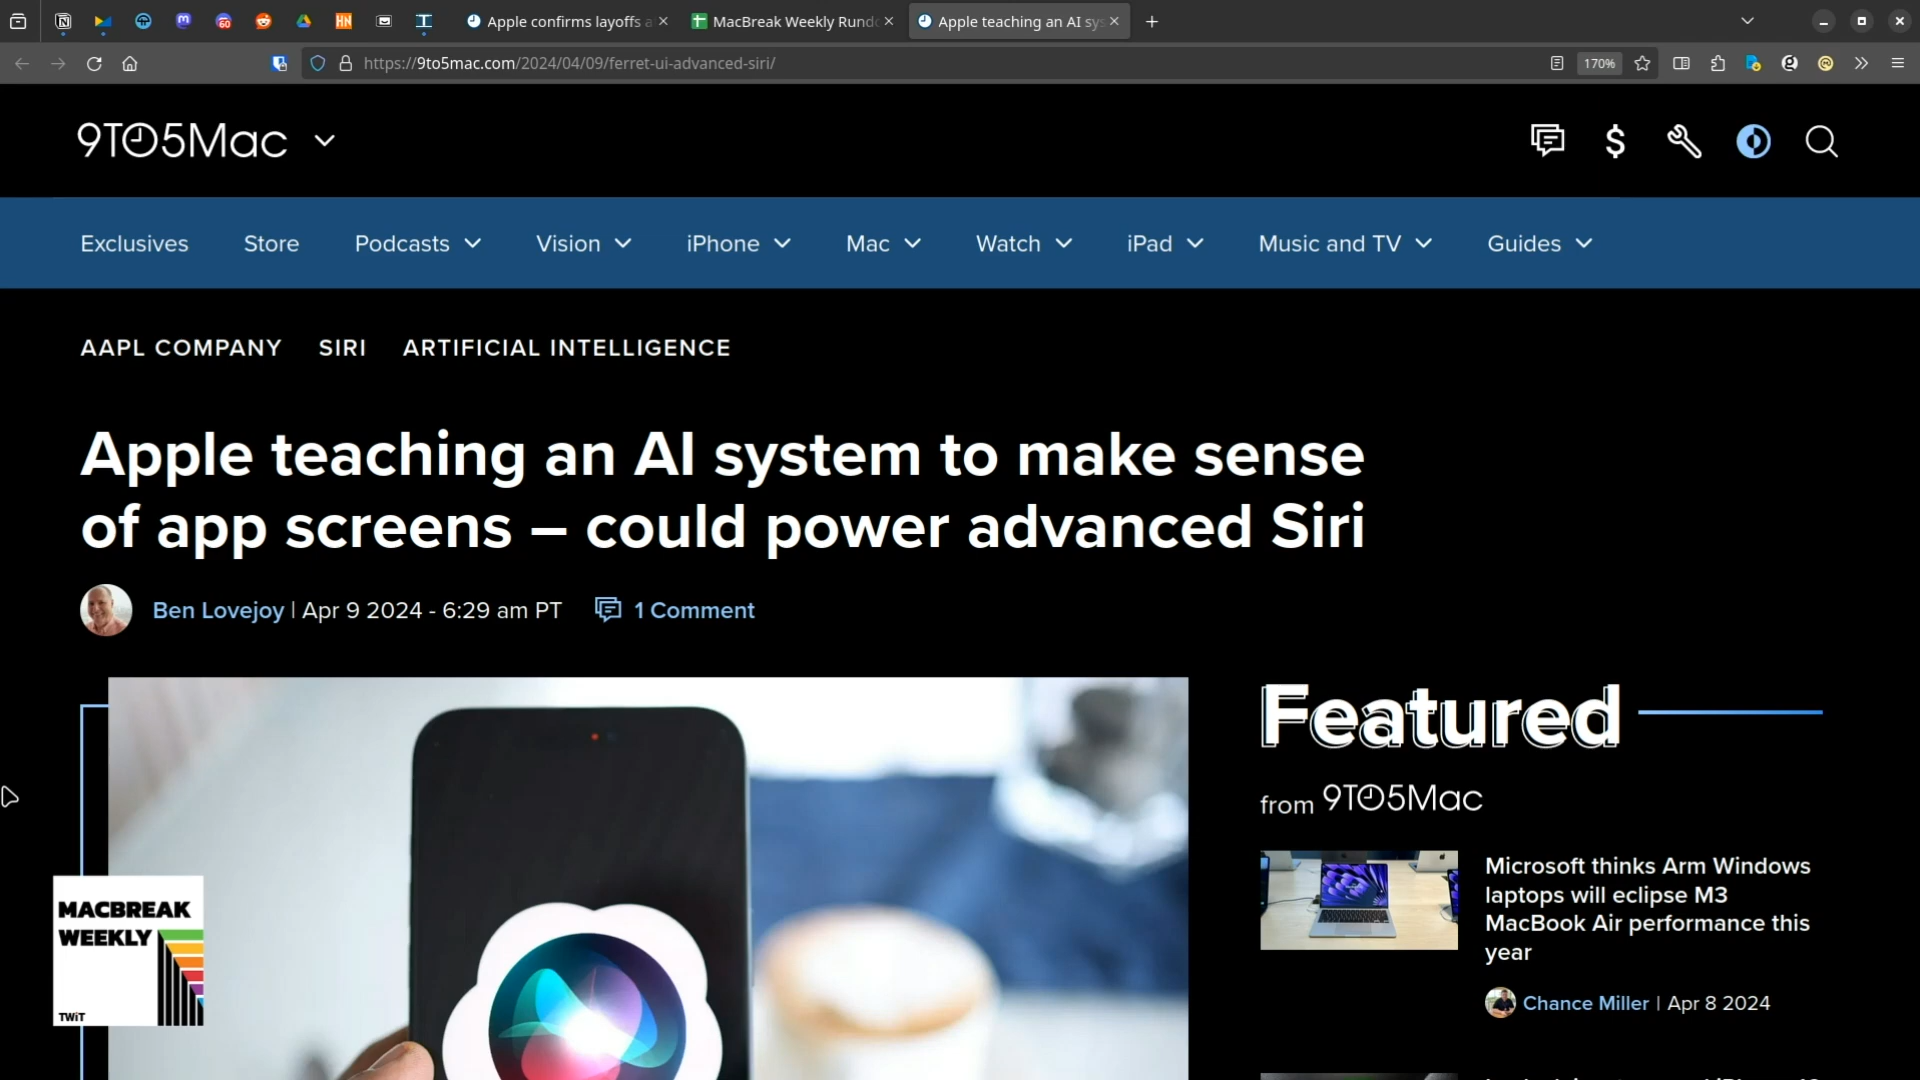 Apple confirms layoffs a
MacBreak Weekly Rund
Apple teaching an AI sys
https://9to5mac.com/2024/04/09/ferret-ui-advanced-siri/
170%
9TO5Mac
Exclusives
Store
Podcasts
Vision
iPhone
Mac
Watch
iPad
Music and TV
Guides
AAPL COMPANY
SIRI
ARTIFICIAL INTELLIGENCE
Apple teaching an AI system to make sense
of app screens – could power advanced Siri
Ben Lovejoy | Apr 9 2024 - 6:29 am PT
1 Comment
Featured
from 9TO5Mac
Microsoft thinks Arm Windows
laptops will eclipse M3
MacBook Air performance this
year
Chance Miller | Apr 8 2024
MACBREAK
WEEKLY
TWiT